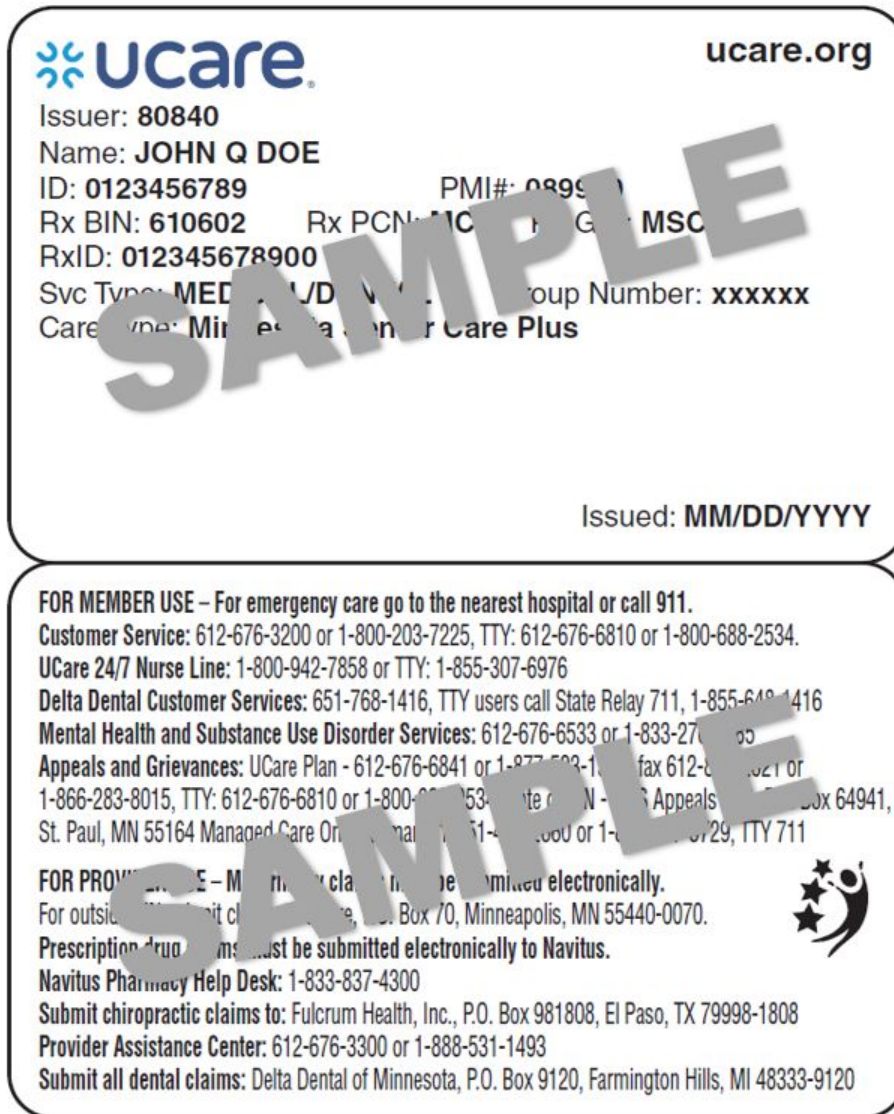 ucare
ucare.org
Issuer: 80840
Name: JOHN Q DOE
ID: 0123456789 PMI#:
Rx BIN: 610602 Rx PCN:
RxID: 012345678900
Svc Type: Group Number: xxxxxx
Care Type: Care Plus
SAMPLE
Issued: MM/DD/YYYY
FOR MEMBER USE – For emergency care go to the nearest hospital or call 911.
Customer Service: 612-676-3200 or 1-800-203-7225, TTY: 612-676-6810 or 1-800-688-2534.
UCare 24/7 Nurse Line: 1-800-942-7858 or TTY: 1-855-307-6976
Delta Dental Customer Services: 651-768-1416, TTY users call State Relay 711,
Mental Health and Substance Use Disorder Services: 612-676-6533 or
Appeals and Grievances: UCare Plan - 612-676-6841 or fax or
1-866-283-8015, TTY: 612-676-6810 or Appeals Box 64941,
St. Paul, MN 55164 Managed Care or TTY 711
SAMPLE
FOR electronically.
For Box 70, Minneapolis, MN 55440-0070.
Prescription drug must be submitted electronically to Navitus.
Navitus Pharmacy Help Desk: 1-833-837-4300
Submit chiropractic claims to: Fulcrum Health, Inc., P.O. Box 981808, El Paso, TX 79998-1808
Provider Assistance Center: 612-676-3300 or 1-888-531-1493
Submit all dental claims: Delta Dental of Minnesota, P.O. Box 9120, Farmington Hills, MI 48333-9120